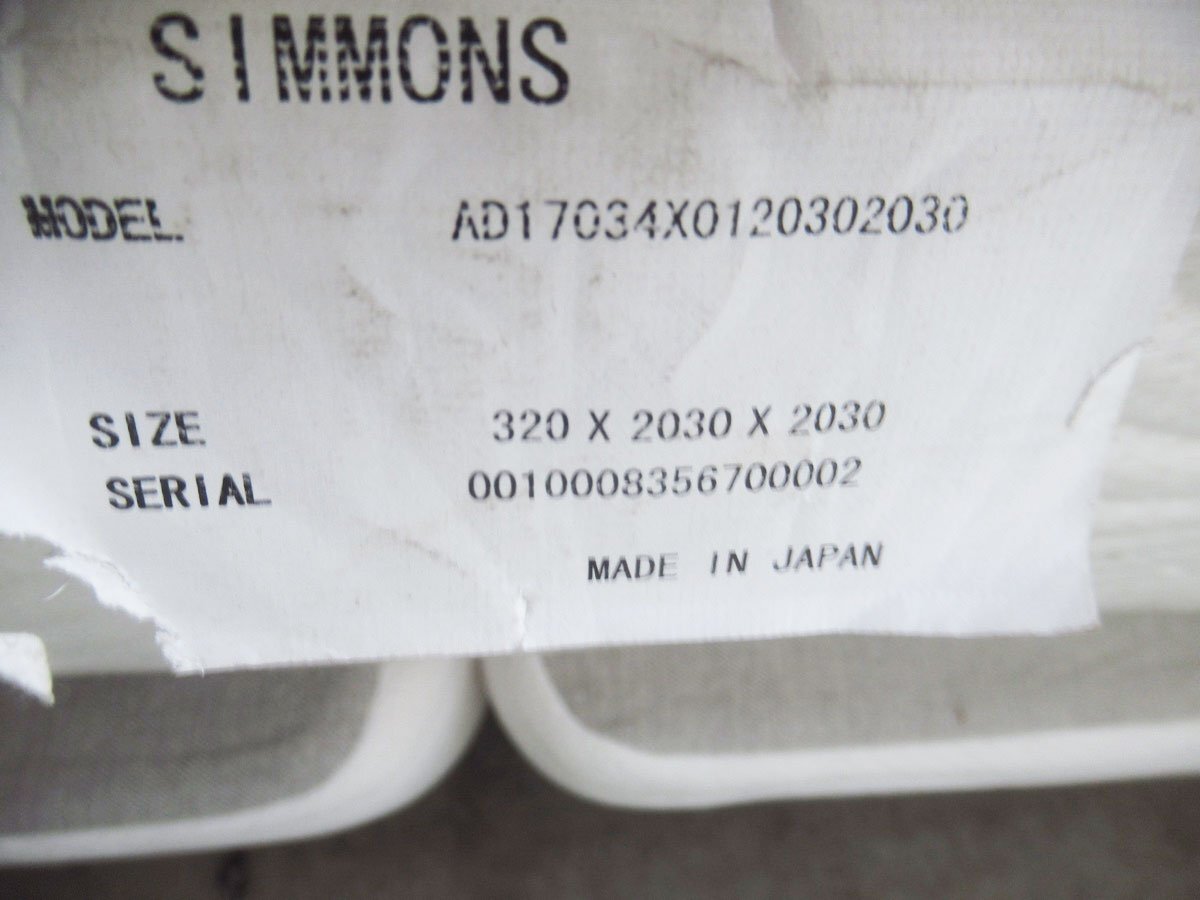 SIMMONS
MODEL AD17034X0120302030
SIZE 320 X 2030 X 2030
SERIAL 0010008356700002
MADE IN JAPAN